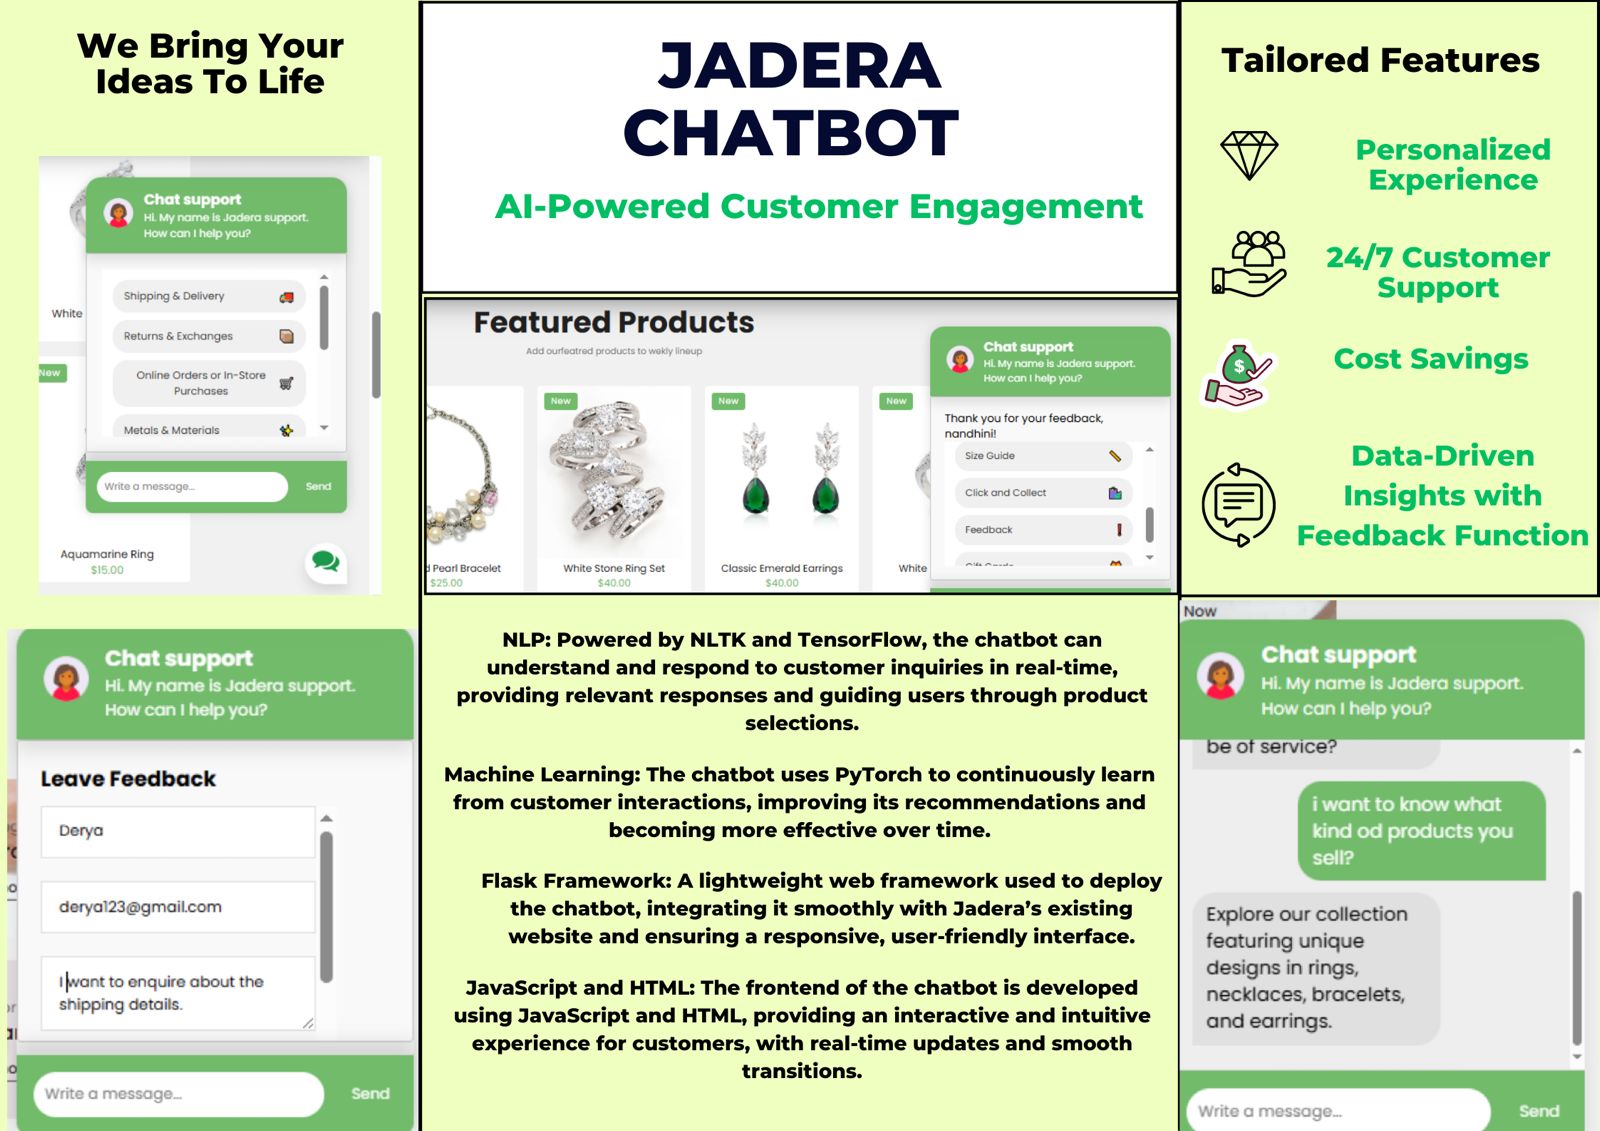 We Bring Your
Ideas To Life
Chat support
Hi. My name is Jadera support.
How can I help you?
Shipping & Delivery
Returns & Exchanges
Online Orders or In-Store
Purchases
Metals & Materials
Write a message...
Send
White
New
Aquamarine Ring
$15.00
Chat support
Hi. My name is Jadera support.
How can I help you?
Leave Feedback
Derya
derya123@gmail.com
I want to enquire about the
shipping details.
Write a message...
Send
JADERA
CHATBOT
AI-Powered Customer Engagement
Featured Products
Add ourfeatred products to wekly lineup
New
New
New
d Pearl Bracelet
$25.00
White Stone Ring Set
$40.00
Classic Emerald Earrings
$40.00
White
Chat support
Hi. My name is Jadera support.
How can I help you?
Thank you for your feedback,
nandhini!
Size Guide
Click and Collect
Feedback
NLP: Powered by NLTK and TensorFlow, the chatbot can
understand and respond to customer inquiries in real-time,
providing relevant responses and guiding users through product
selections.
Machine Learning: The chatbot uses PyTorch to continuously learn
from customer interactions, improving its recommendations and
becoming more effective over time.
Flask Framework: A lightweight web framework used to deploy
the chatbot, integrating it smoothly with Jadera’s existing
website and ensuring a responsive, user-friendly interface.
JavaScript and HTML: The frontend of the chatbot is developed
using JavaScript and HTML, providing an interactive and intuitive
experience for customers, with real-time updates and smooth
transitions.
Tailored Features
Personalized
Experience
24/7 Customer
Support
Cost Savings
Data-Driven
Insights with
Feedback Function
Now
Chat support
Hi. My name is Jadera support.
How can I help you?
be of service?
i want to know what
kind od products you
sell?
Explore our collection
featuring unique
designs in rings,
necklaces, bracelets,
and earrings.
Write a message...
Send